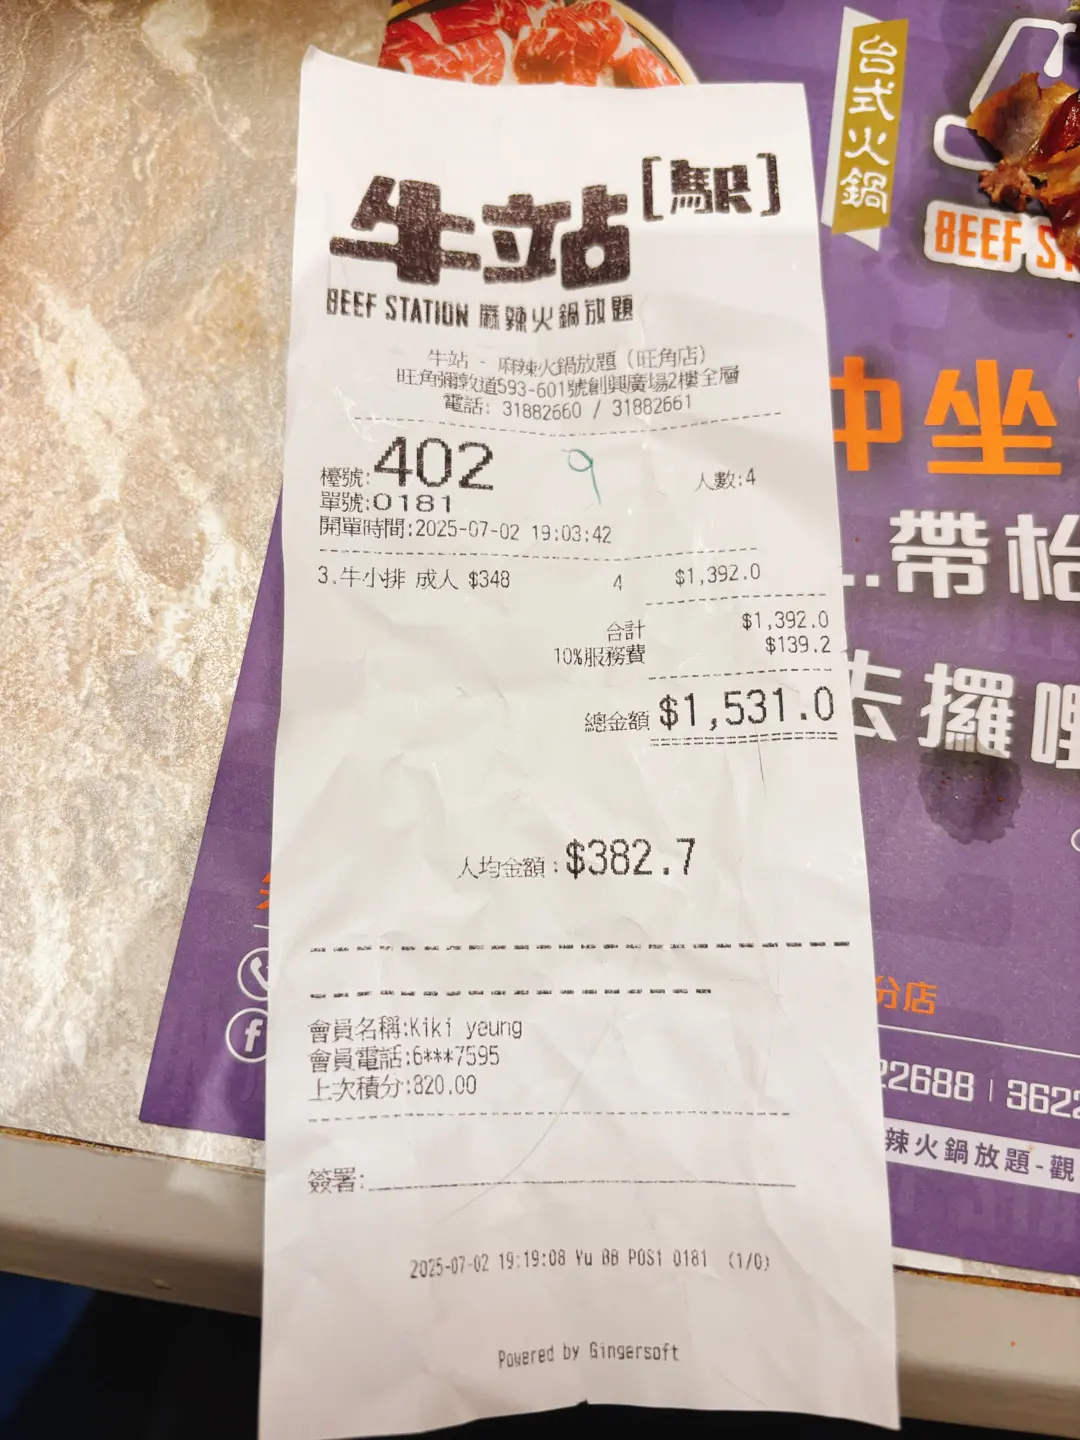 牛站[駅]
BEEF STATION 麻辣火鍋放題
牛站 - 麻辣火鍋放題 (旺角店)
旺角彌敦道593-601號創興廣場2樓全層
電話: 31882660 / 31882661
檯號:402
9
人數:4
單號:0181
開單時間:2025-07-02 19:03:42
3.牛小排 成人 $348 4 $1,392.0
合計 $1,392.0
10%服務費 $139.2
總金額 $1,531.0
人均金額:$382.7
會員名稱:Kiki yeung
會員電話:6***7595
上次積分:820.00
簽署:
2025-07-02 19:19:08 Yu BB POS1 0181 (1/0)
Powered by Gingersoft
台式火鍋
BEEF S
坐
..帶枱
去攞嘢
分店
22688 | 3622
辣火鍋放題-觀